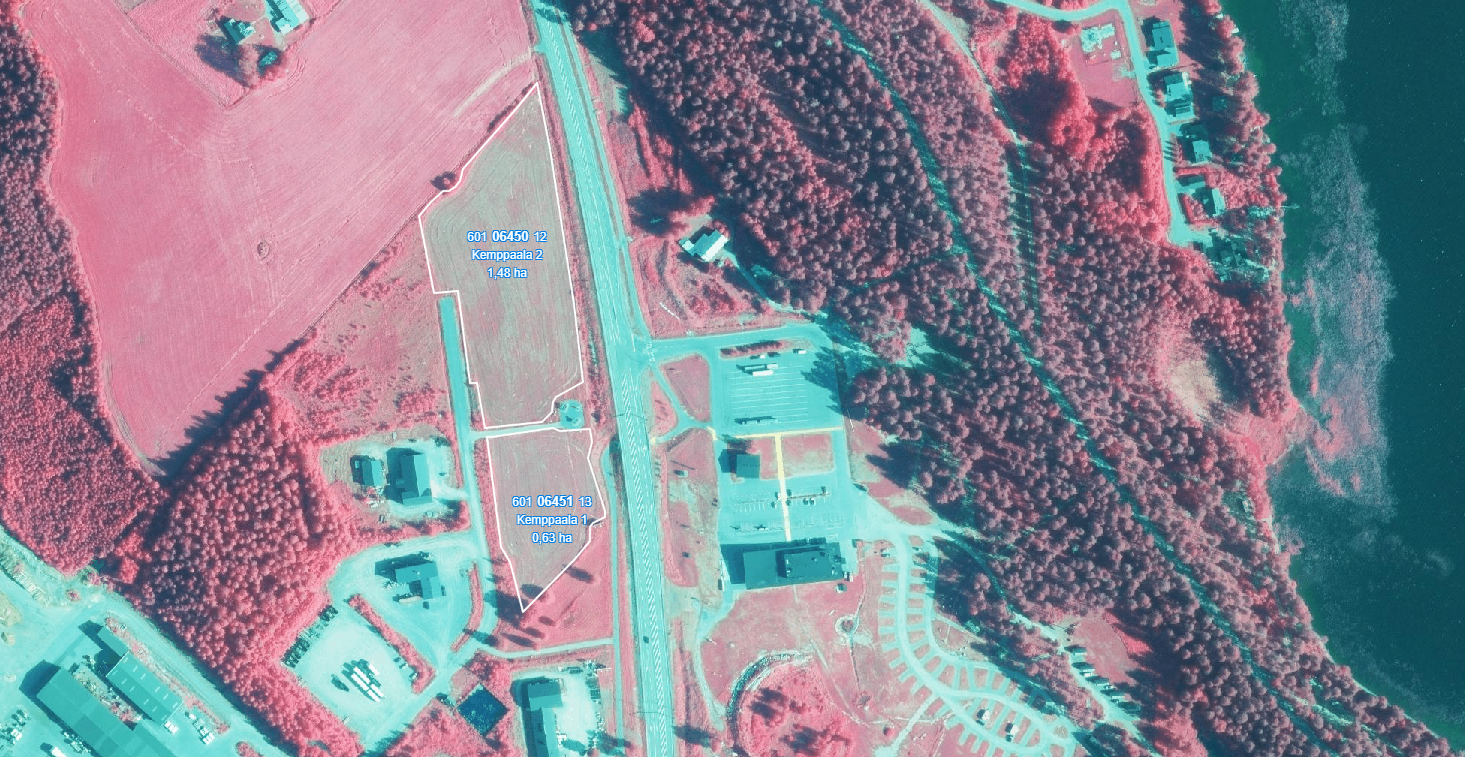 601 06450 12
Kemppaala 2
1,48 ha
601 06451 13
Kemppaala 1
0,63 ha